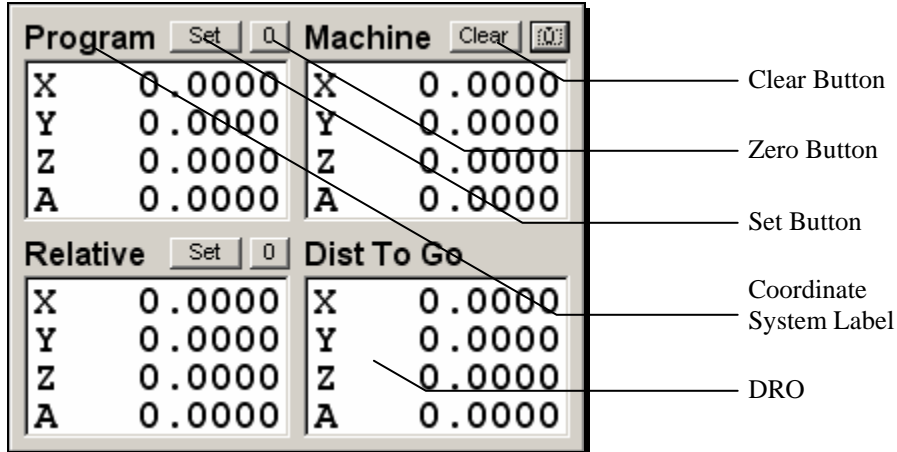 Program Set 0 Machine Clear
X 0.0000 X 0.0000
Y 0.0000 Y 0.0000
Z 0.0000 Z 0.0000
A 0.0000 A 0.0000
Relative Set 0 Dist To Go
X 0.0000 X 0.0000
Y 0.0000 Y 0.0000
Z 0.0000 Z 0.0000
A 0.0000 A 0.0000
Clear Button
Zero Button
Set Button
Coordinate
System Label
DRO